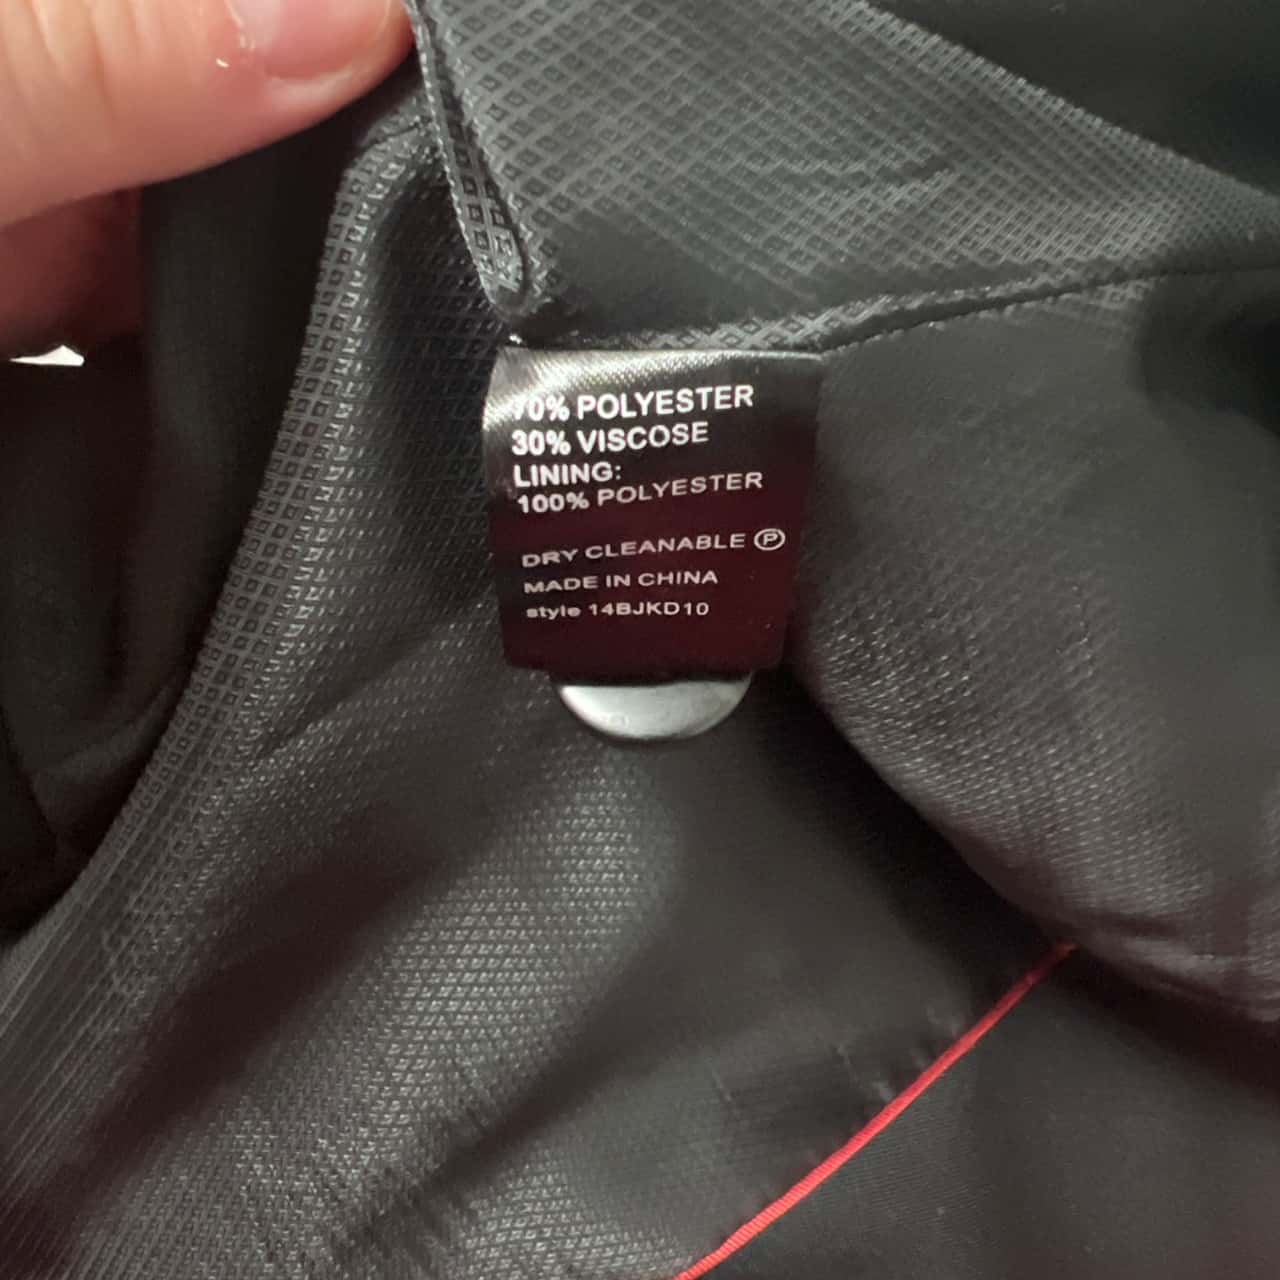 70% POLYESTER
30% VISCOSE
LINING:
100% POLYESTER
DRY CLEANABLE Ⓟ
MADE IN CHINA
style 14BJKD10